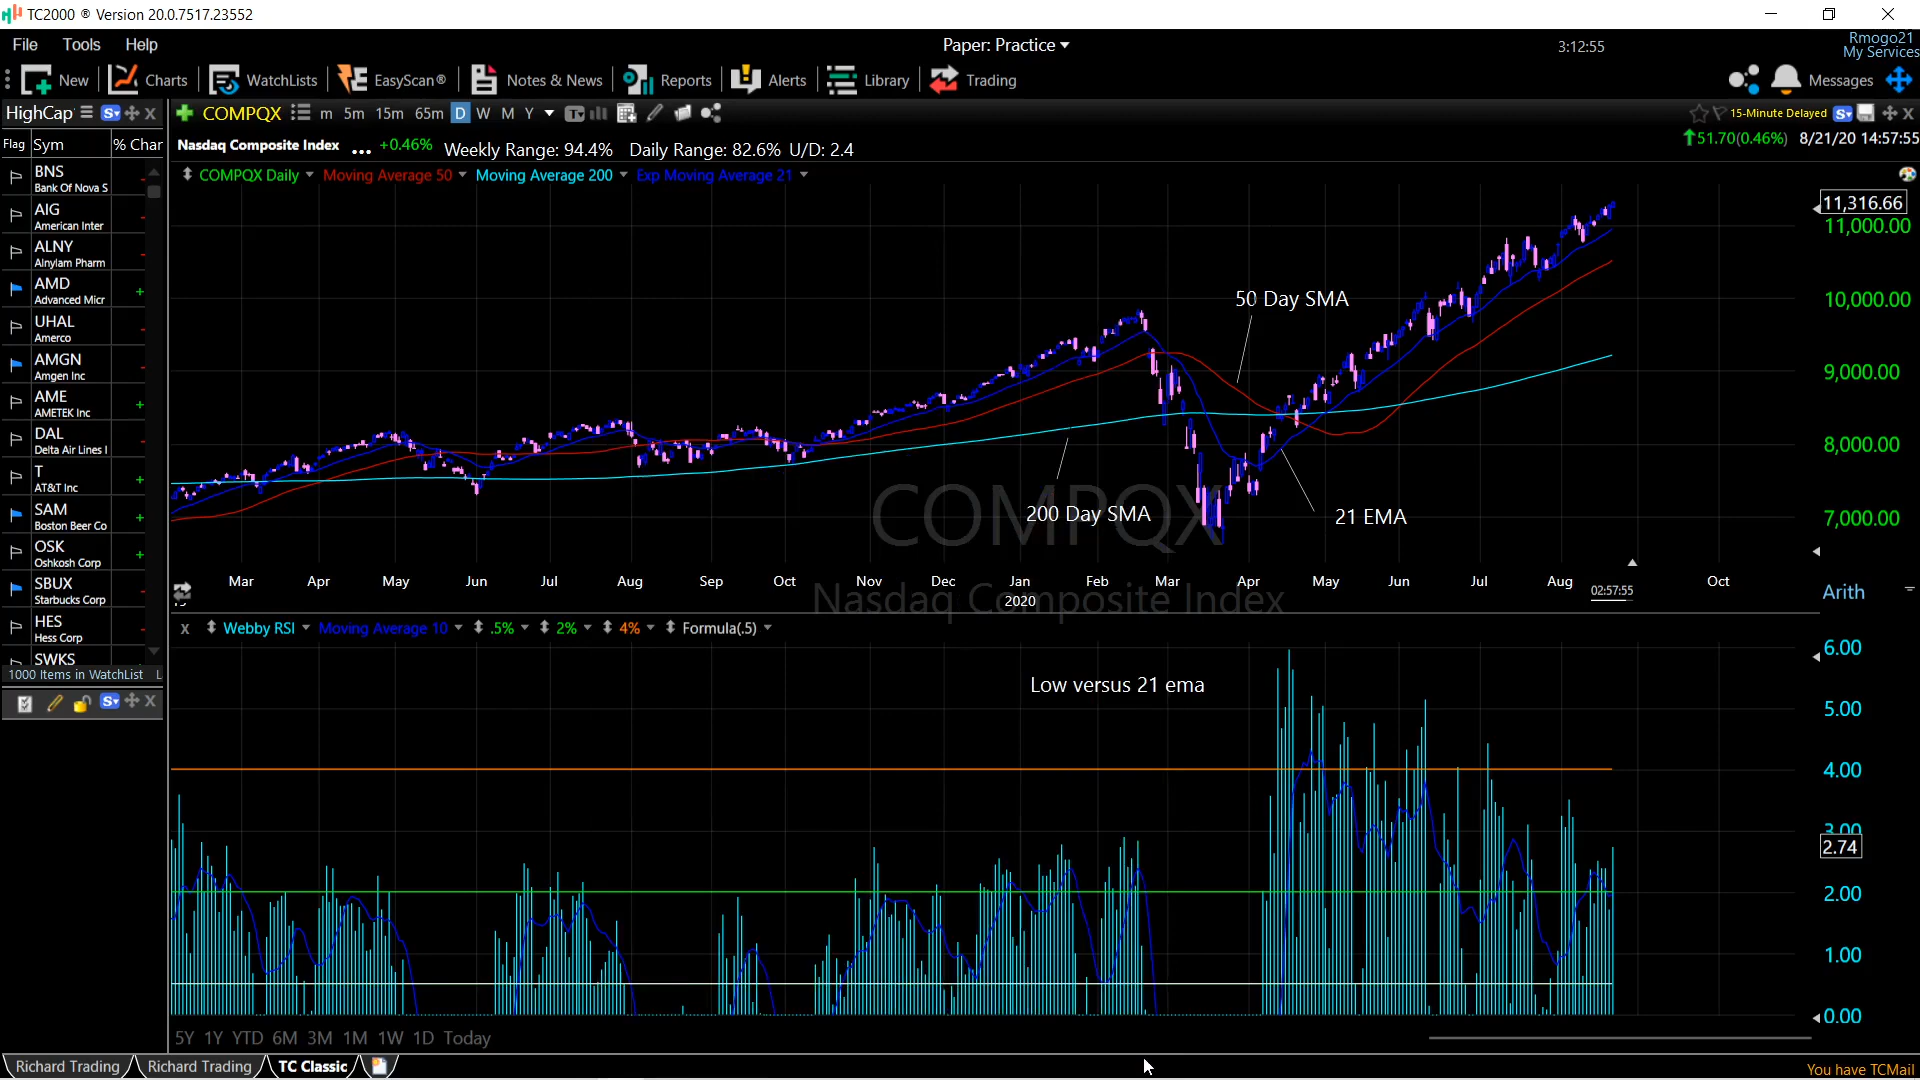 TC2000 ® Version 20.0.7517.23552
File Tools Help
Paper: Practice
3:12:55
Rmogo21
My Services
New Charts WatchLists EasyScan® Notes & News Reports Alerts Library Trading
Messages
HighCap
COMPQX m 5m 15m 65m D W M Y
15-Minute Delayed
Flag Sym % Char
Nasdaq Composite Index ... +0.46% Weekly Range: 94.4% Daily Range: 82.6% U/D: 2.4
51.70(0.46%) 8/21/20 14:57:55
COMPQX Daily Moving Average 50 Moving Average 200 Exp Moving Average 21
BNS
Bank Of Nova S
AIG
American Inter
ALNY
Alnylam Pharm
AMD
Advanced Micr
UHAL
Amerco
AMGN
Amgen Inc
AME
AMETEK Inc
DAL
Delta Air Lines I
T
AT&T Inc
SAM
Boston Beer Co
OSK
Oshkosh Corp
SBUX
Starbucks Corp
HES
Hess Corp
SWKS
1000 Items in WatchList
11,316.66
11,000.00
10,000.00
9,000.00
8,000.00
7,000.00
50 Day SMA
200 Day SMA
21 EMA
COMPQX
Nasdaq Composite Index
Mar Apr May Jun Jul Aug Sep Oct Nov Dec Jan Feb Mar Apr May Jun Jul Aug Oct
2020
02:57:55
Arith
x Webby RSI Moving Average 10 .5% 2% 4% Formula(.5)
Low versus 21 ema
6.00
5.00
4.00
3.00
2.74
2.00
1.00
0.00
5Y 1Y YTD 6M 3M 1M 1W 1D Today
Richard Trading Richard Trading TC Classic
You have TCMail